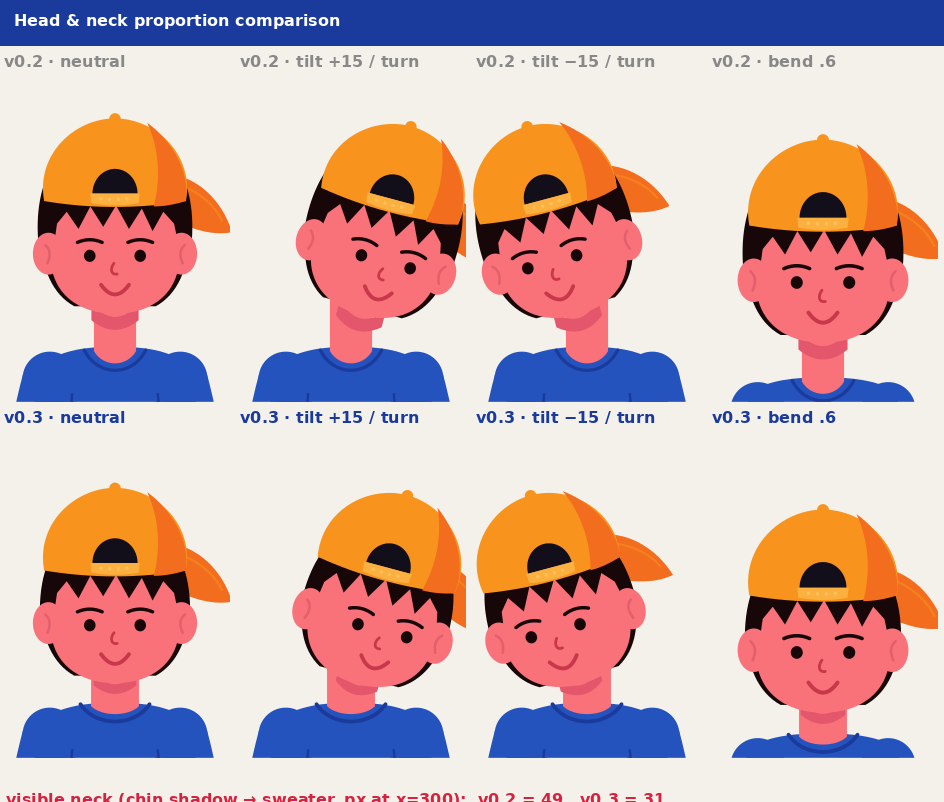 Head & neck proportion comparison
v0.2 · neutral
v0.2 · tilt +15 / turn
v0.2 · tilt −15 / turn
v0.2 · bend .6
v0.3 · neutral
v0.3 · tilt +15 / turn
v0.3 · tilt −15 / turn
v0.3 · bend .6
visible neck (chin shadow → sweater, px at x=300): v0.2 = 49 v0.3 = 31